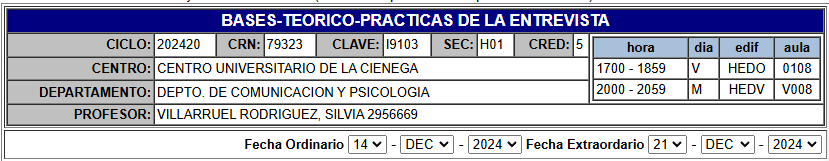 BASES-TEORICO-PRACTICAS DE LA ENTREVISTA
CICLO: 202420 CRN: 79323 CLAVE: I9103 SEC: H01 CRED: 5
CENTRO: CENTRO UNIVERSITARIO DE LA CIENEGA
DEPARTAMENTO: DEPTO. DE COMUNICACION Y PSICOLOGIA
PROFESOR: VILLARRUEL RODRIGUEZ, SILVIA 2956669
hora dia edif aula
1700 - 1859 V HEDO 0108
2000 - 2059 M HEDV V008
Fecha Ordinario 14 - DEC - 2024 Fecha Extraordario 21 - DEC - 2024